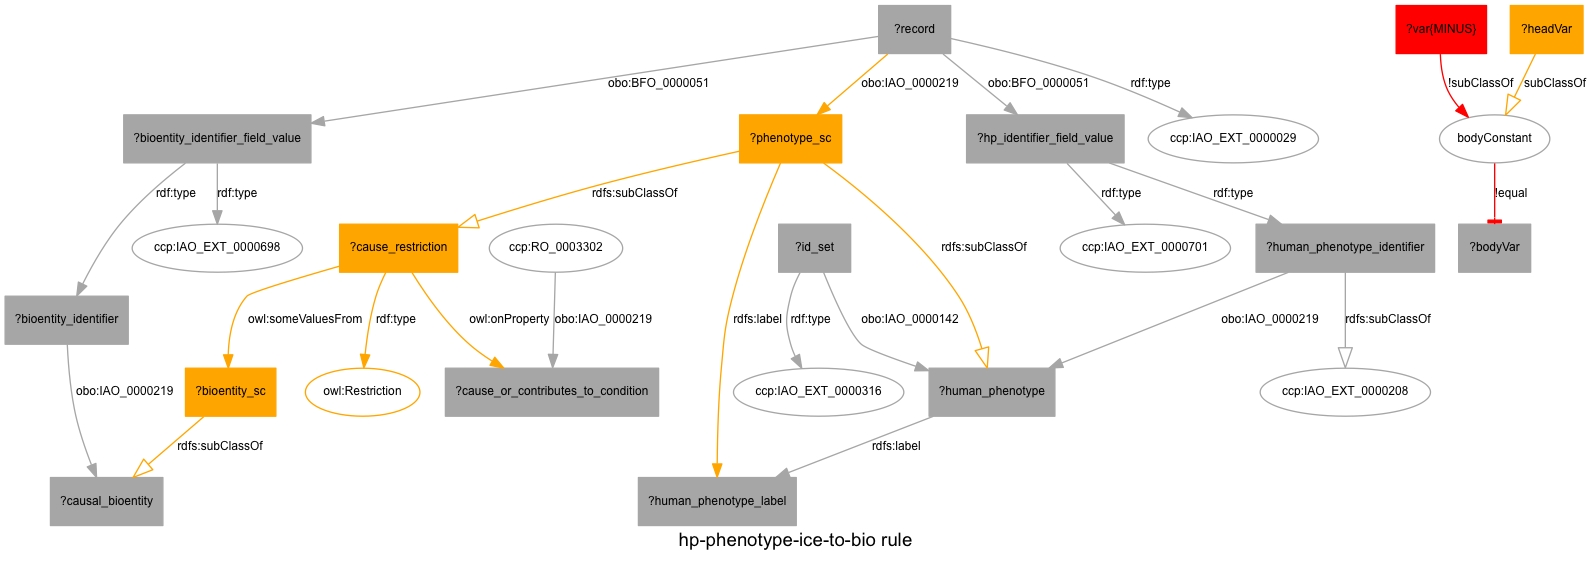 ?record
?var{MINUS}
?headVar
obo:BFO_0000051
obo:IAO_0000219
obo:BFO_0000051
rdf:type
!subClassOf
subClassOf
?bioentity_identifier_field_value
?phenotype_sc
?hp_identifier_field_value
ccp:IAO_EXT_0000029
bodyConstant
rdf:type
rdf:type
rdfs:subClassOf
rdf:type
rdf:type
!equal
ccp:IAO_EXT_0000698
?cause_restriction
ccp:RO_0003302
?id_set
rdfs:subClassOf
ccp:IAO_EXT_0000701
?human_phenotype_identifier
?bodyVar
?bioentity_identifier
owl:someValuesFrom
rdf:type
owl:onProperty
obo:IAO_0000219
rdfs:label
rdf:type
obo:IAO_0000142
obo:IAO_0000219
rdfs:subClassOf
obo:IAO_0000219
?bioentity_sc
owl:Restriction
?cause_or_contributes_to_condition
ccp:IAO_EXT_0000316
?human_phenotype
ccp:IAO_EXT_0000208
rdfs:subClassOf
rdfs:label
?causal_bioentity
?human_phenotype_label
hp-phenotype-ice-to-bio rule